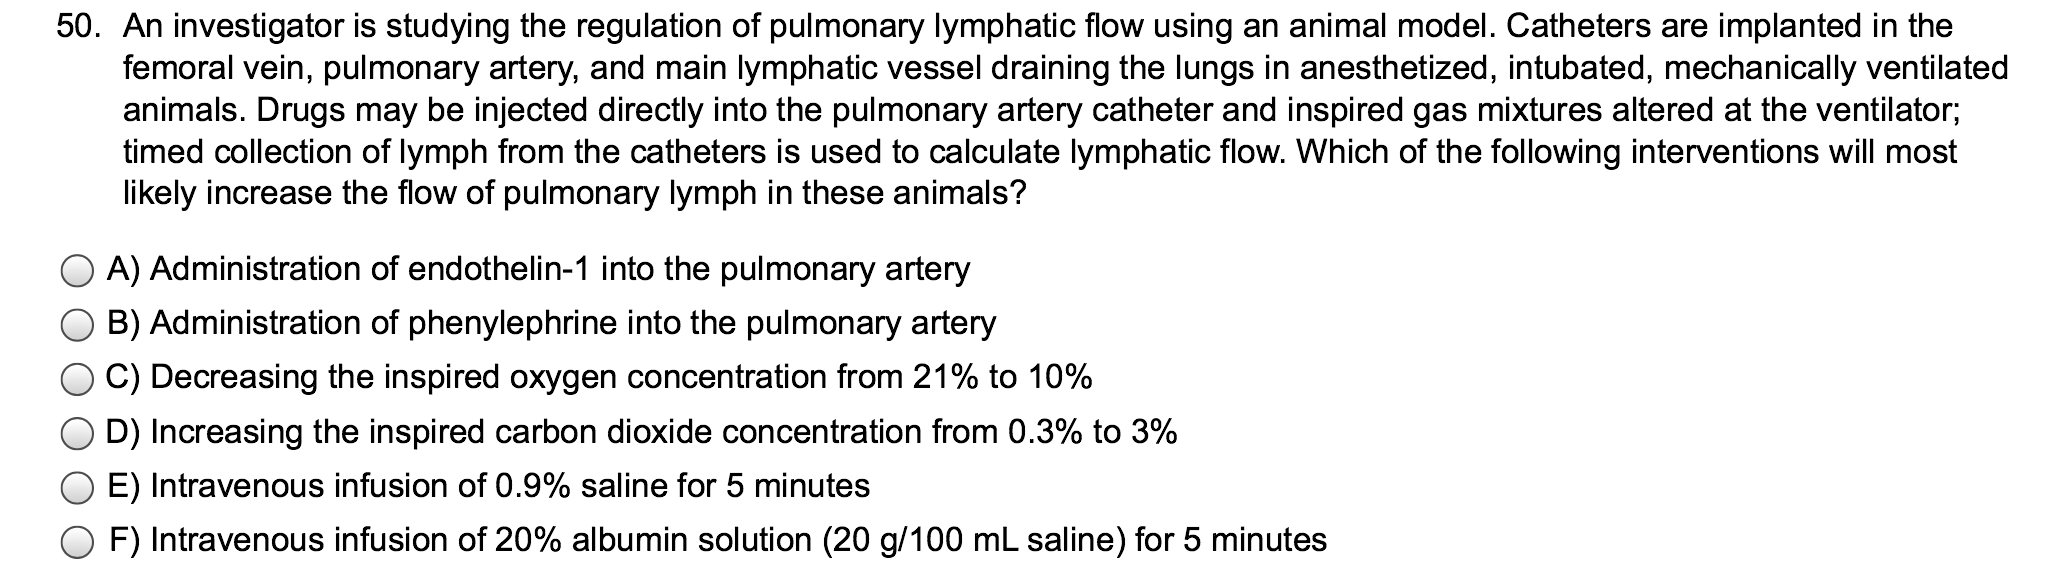 50. An investigator is studying the regulation of pulmonary lymphatic flow using an animal model. Catheters are implanted in the
femoral vein, pulmonary artery, and main lymphatic vessel draining the lungs in anesthetized, intubated, mechanically ventilated
animals. Drugs may be injected directly into the pulmonary artery catheter and inspired gas mixtures altered at the ventilator;
timed collection of lymph from the catheters is used to calculate lymphatic flow. Which of the following interventions will most
likely increase the flow of pulmonary lymph in these animals?
A) Administration of endothelin-1 into the pulmonary artery
B) Administration of phenylephrine into the pulmonary artery
C) Decreasing the inspired oxygen concentration from 21% to 10%
D) Increasing the inspired carbon dioxide concentration from 0.3% to 3%
E) Intravenous infusion of 0.9% saline for 5 minutes
F) Intravenous infusion of 20% albumin solution (20 g/100 mL saline) for 5 minutes